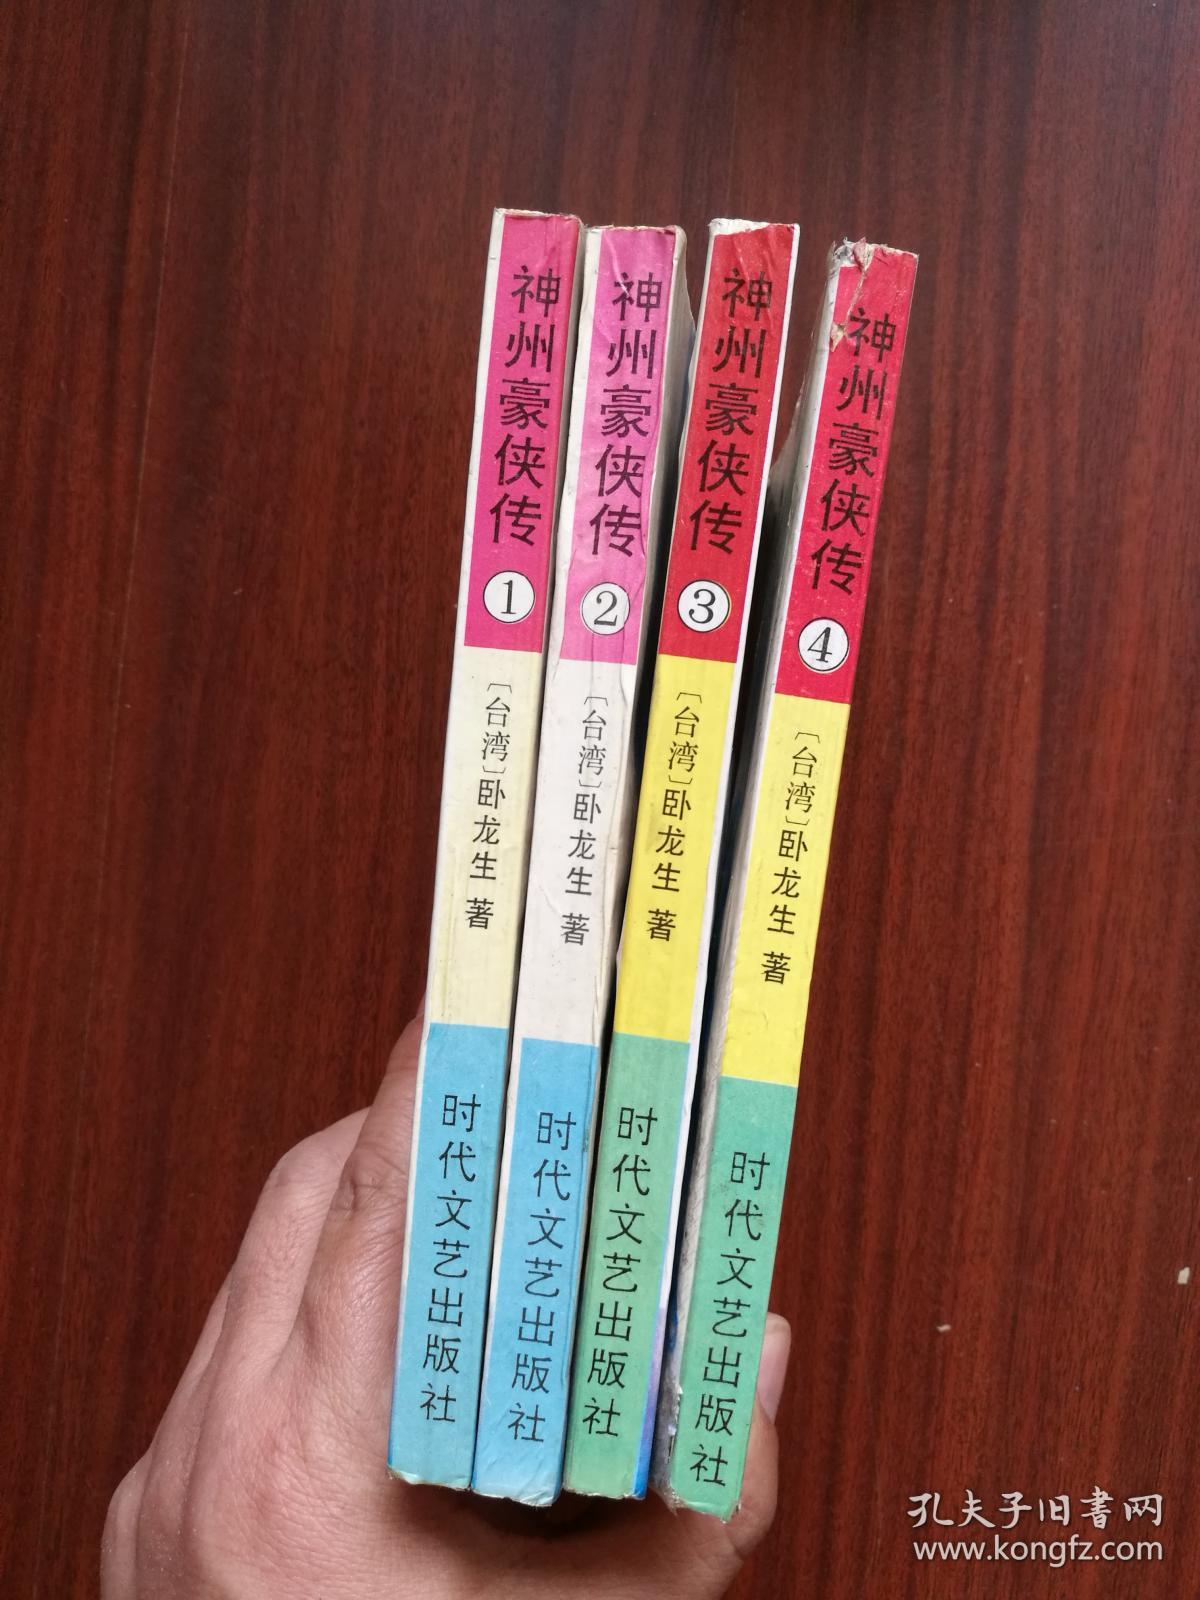 神州豪侠传
1
〔台湾〕卧龙生 著
时代文艺出版社
神州豪侠传
2
〔台湾〕卧龙生 著
时代文艺出版社
神州豪侠传
3
〔台湾〕卧龙生 著
时代文艺出版社
神州豪侠传
4
〔台湾〕卧龙生 著
时代文艺出版社
孔夫子旧书网
www.kongfz.com